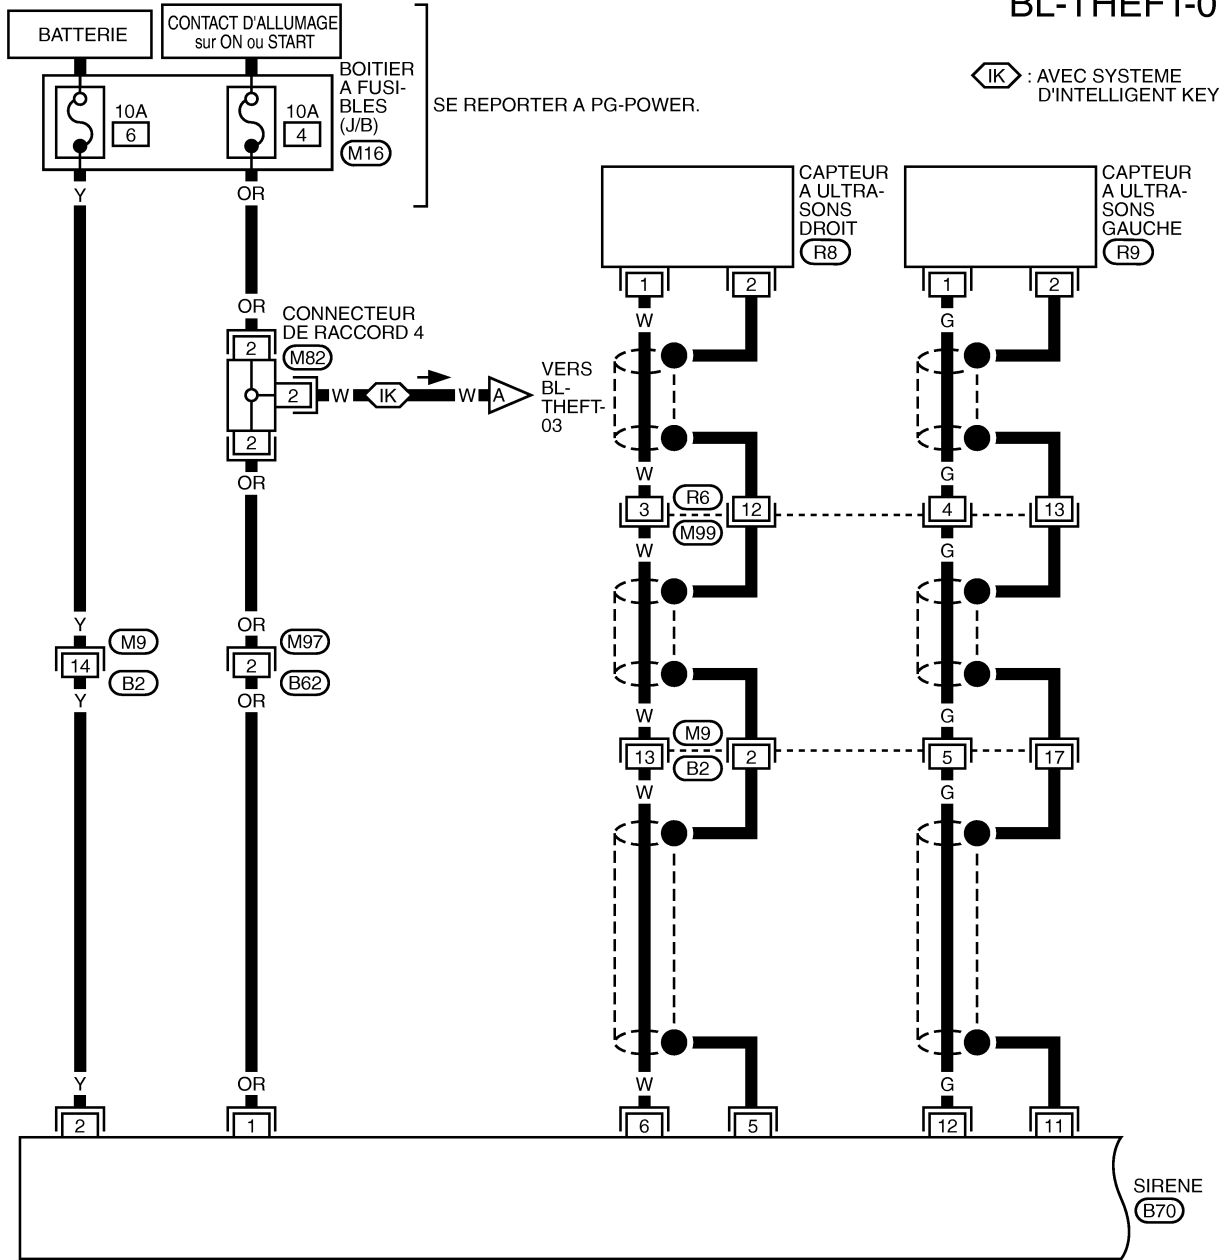 BL-THEFT-0
BATTERIE
CONTACT D'ALLUMAGE
sur ON ou START
IK : AVEC SYSTEME
D'INTELLIGENT KEY
BOITIER
A FUSI-
BLES
(J/B)
M16
10A
6
10A
4
SE REPORTER A PG-POWER.
Y
OR
CAPTEUR
A ULTRA-
SONS
DROIT
R8
CAPTEUR
A ULTRA-
SONS
GAUCHE
R9
1
2
1
2
OR
W
G
CONNECTEUR
DE RACCORD 4
M82
2
2
W
IK
W
A
VERS
BL-
THEFT-
03
2
OR
W
G
3
R6
M99
12
4
13
W
G
Y
OR
M9
B2
14
M97
B62
2
Y
OR
W
G
13
M9
B2
2
5
17
W
G
Y
OR
W
G
2
1
6
5
12
11
SIRENE
B70